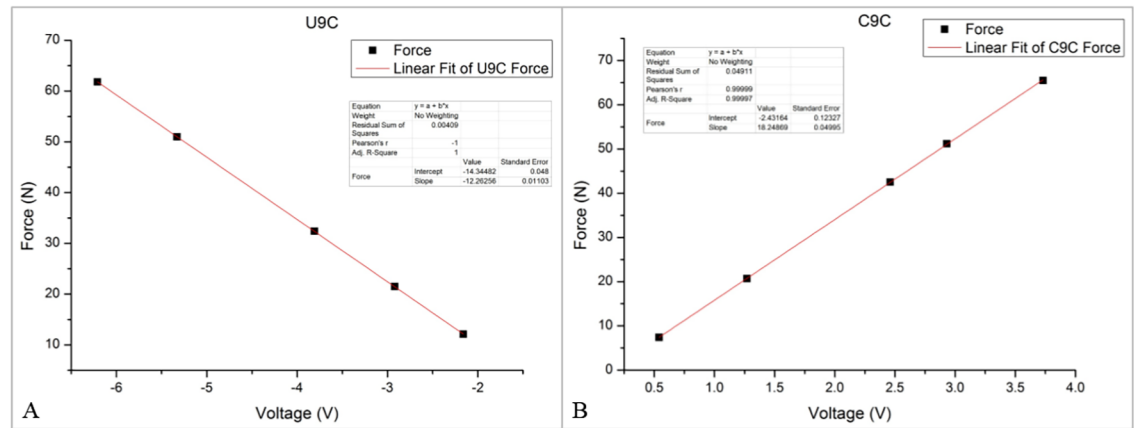 U9C
Force (N)
70
60
50
40
30
20
10
-6
-5
-4
-3
-2
Voltage (V)
Force
Linear Fit of U9C Force
Equation y = a + b*x
Weight No Weighting
Residual Sum of Squares 0.00409
Pearson's r -1
Adj. R-Square 1
Value Standard Error
Force Intercept -14.34482 0.048
Slope -12.26256 0.01103
A
C9C
Force (N)
70
60
50
40
30
20
10
0
0.5
1.0
1.5
2.0
2.5
3.0
3.5
4.0
Voltage (V)
Force
Linear Fit of C9C Force
Equation y = a + b*x
Weight No Weighting
Residual Sum of Squares 0.04911
Pearson's r 0.99999
Adj. R-Square 0.99997
Value Standard Error
Force Intercept -2.43164 0.12327
Slope 18.24869 0.04995
B